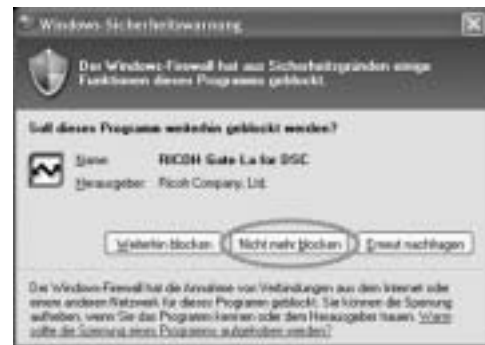 Windows-Sicherheitswarnung
Der Windows-Firewall hat aus Sicherheitsgründen einige
Funktionen dieses Programms geblockt.
Soll dieses Programm weiterhin geblockt werden?
Name RICOH Gate La for DSC
Herausgeber Ricoh Company, Ltd.
Weiterhin blocken Nicht mehr blocken Erneut nachfragen
Der Windows-Firewall hat die Annahme von Verbindungen aus dem Internet oder
einem anderen Netzwerk für dieses Programm geblockt. Sie können die Sperrung
aufheben, wenn Sie das Programm kennen oder dem Herausgeber trauen. Wann
sollte die Sperrung eines Programms aufgehoben werden?